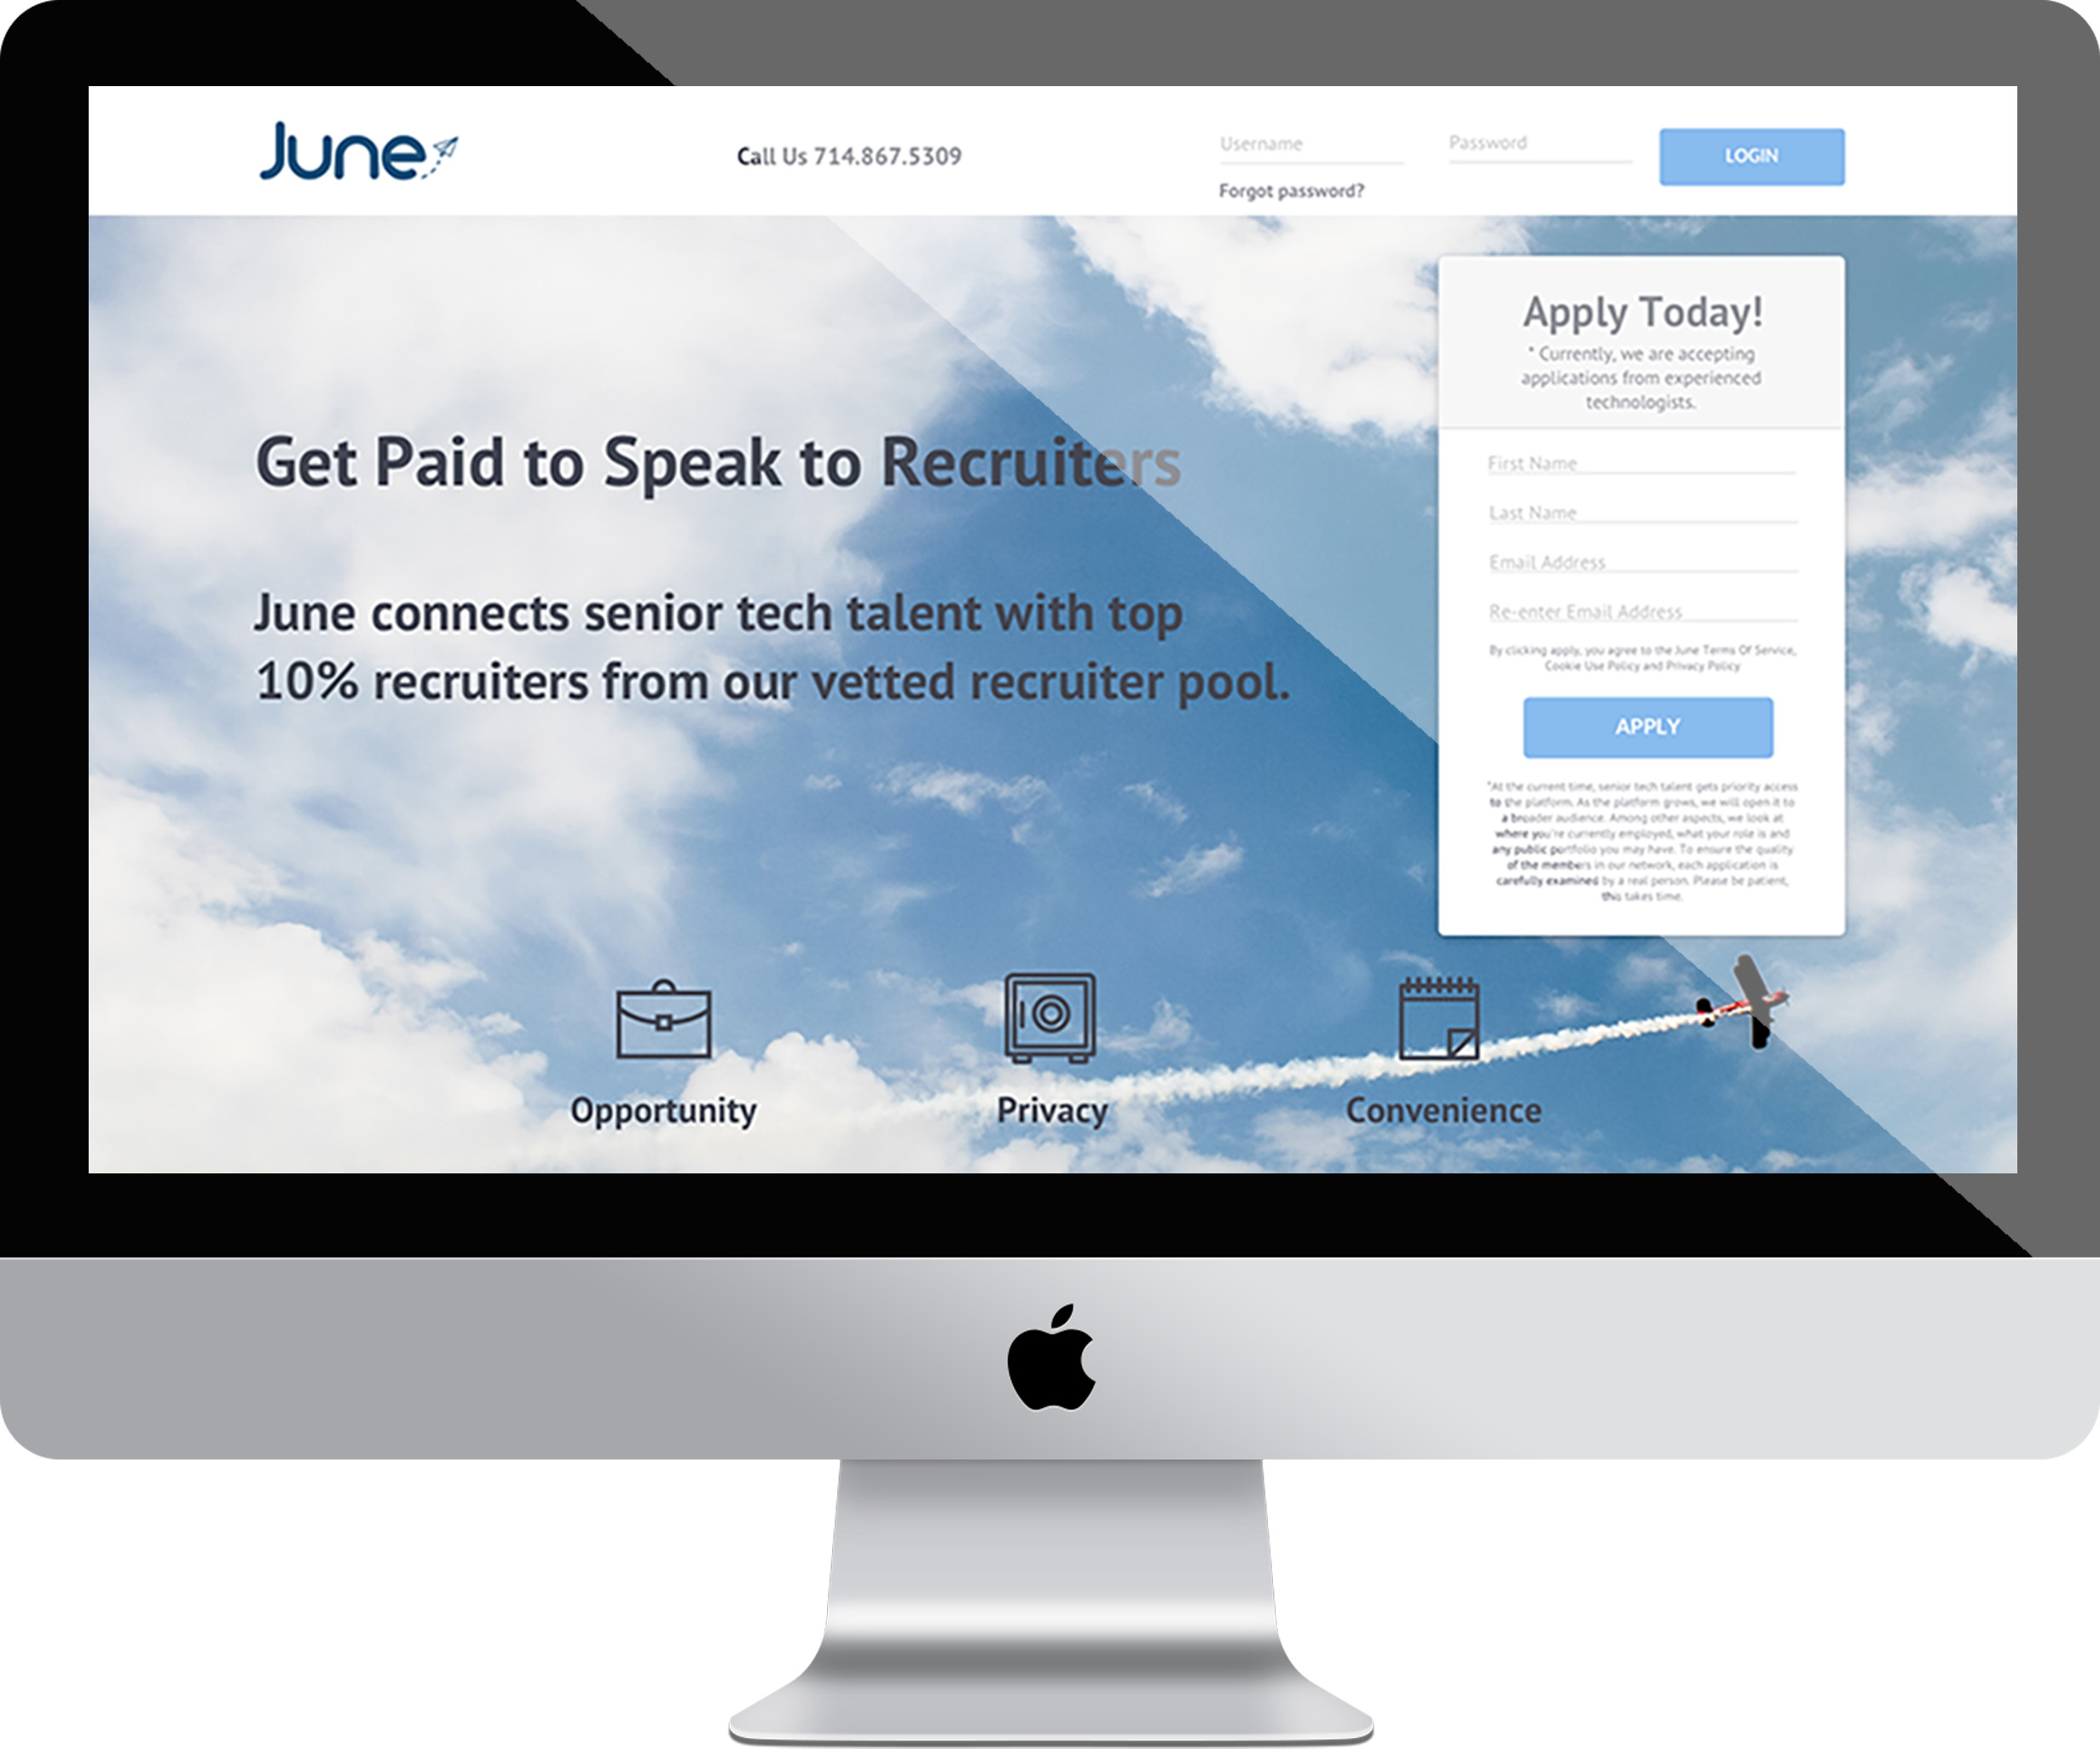 June
Call Us 714.867.5309
Username
Password
LOGIN
Forgot password?
Apply Today!
* Currently, we are accepting
applications from experienced
technologists.
First Name
Last Name
Email Address
Re-enter Email Address
By clicking apply, you agree to the June Terms Of Service,
Cookie Use Policy and Privacy Policy
APPLY
*At the current time, senior tech talent gets priority access
to the platform. As the platform grows, we will open it to
a broader audience. Among other aspects, we look at
where you're currently employed, what your role is and
any public portfolio you may have. To ensure the quality
of the members in our network, each application is
carefully examined by a real person. Please be patient,
this takes time.
Get Paid to Speak to Recruiters
June connects senior tech talent with top
10% recruiters from our vetted recruiter pool.
Opportunity
Privacy
Convenience